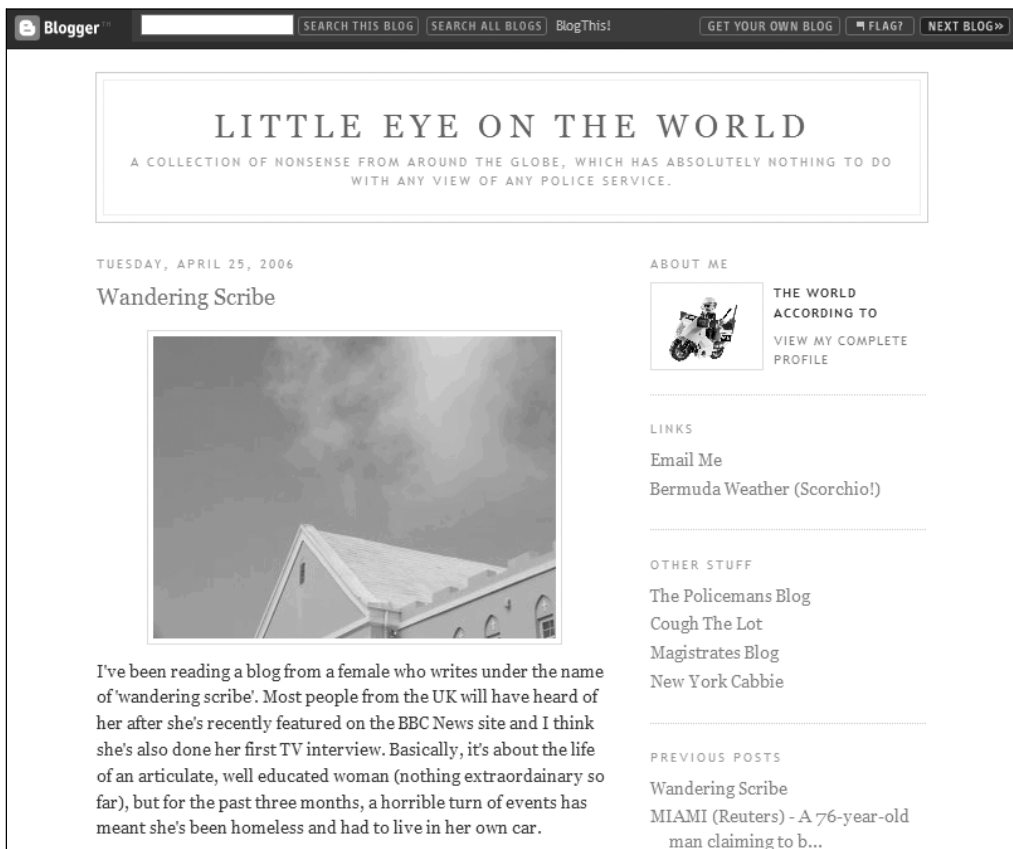 Blogger™ SEARCH THIS BLOG SEARCH ALL BLOGS BlogThis! GET YOUR OWN BLOG FLAG? NEXT BLOG»
LITTLE EYE ON THE WORLD
A COLLECTION OF NONSENSE FROM AROUND THE GLOBE, WHICH HAS ABSOLUTELY NOTHING TO DO
WITH ANY VIEW OF ANY POLICE SERVICE.
TUESDAY, APRIL 25, 2006
Wandering Scribe
I've been reading a blog from a female who writes under the name
of 'wandering scribe'. Most people from the UK will have heard of
her after she's recently featured on the BBC News site and I think
she's also done her first TV interview. Basically, it's about the life
of an articulate, well educated woman (nothing extraordainary so
far), but for the past three months, a horrible turn of events has
meant she's been homeless and had to live in her own car.
ABOUT ME
THE WORLD
ACCORDING TO
VIEW MY COMPLETE
PROFILE
LINKS
Email Me
Bermuda Weather (Scorchio!)
OTHER STUFF
The Policemans Blog
Cough The Lot
Magistrates Blog
New York Cabbie
PREVIOUS POSTS
Wandering Scribe
MIAMI (Reuters) - A 76-year-old
man claiming to b...